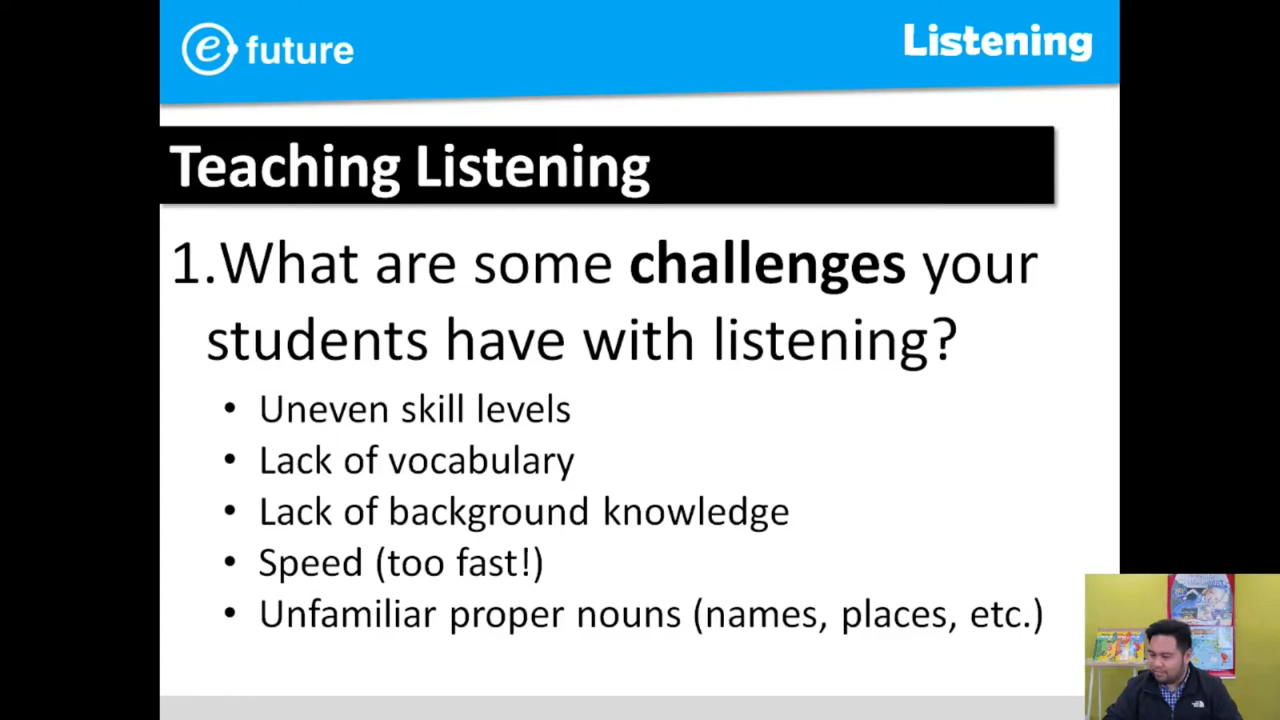 e future
Listening
Teaching Listening
1.What are some challenges your
students have with listening?
• Uneven skill levels
• Lack of vocabulary
• Lack of background knowledge
• Speed (too fast!)
• Unfamiliar proper nouns (names, places, etc.)